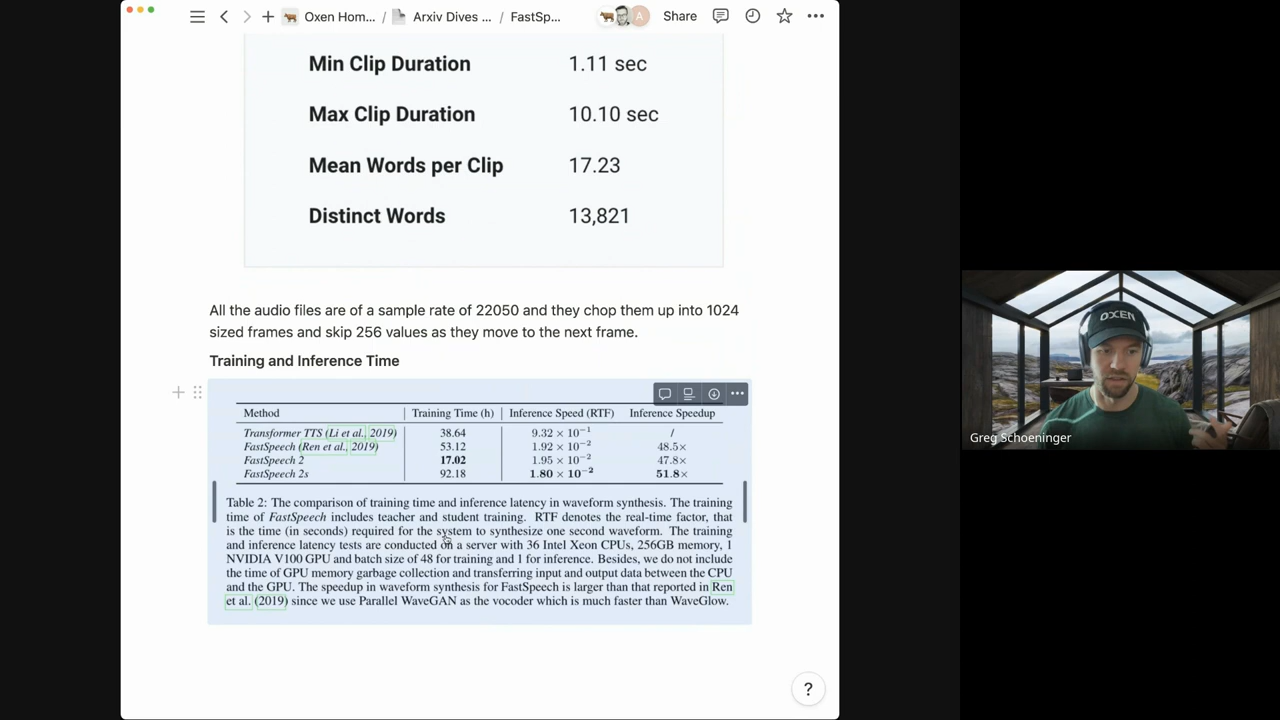 Oxen Hom... / Arxiv Dives ... / FastSp... A Share
Min Clip Duration 1.11 sec
Max Clip Duration 10.10 sec
Mean Words per Clip 17.23
Distinct Words 13,821
All the audio files are of a sample rate of 22050 and they chop them up into 1024
sized frames and skip 256 values as they move to the next frame.
Training and Inference Time
Method Training Time (h) Inference Speed (RTF) Inference Speedup
Transformer TTS (Li et al., 2019) 38.64 9.32 × 10⁻¹ /
FastSpeech (Ren et al., 2019) 53.12 1.92 × 10⁻² 48.5×
FastSpeech 2 17.02 1.95 × 10⁻² 47.8×
FastSpeech 2s 92.18 1.80 × 10⁻² 51.8×
Table 2: The comparison of training time and inference latency in waveform synthesis. The training
time of FastSpeech includes teacher and student training. RTF denotes the real-time factor, that
is the time (in seconds) required for the system to synthesize one second waveform. The training
and inference latency tests are conducted on a server with 36 Intel Xeon CPUs, 256GB memory, 1
NVIDIA V100 GPU and batch size of 48 for training and 1 for inference. Besides, we do not include
the time of GPU memory garbage collection and transferring input and output data between the CPU
and the GPU. The speedup in waveform synthesis for FastSpeech is larger than that reported in Ren
et al. (2019) since we use Parallel WaveGAN as the vocoder which is much faster than WaveGlow.
?
OXEN
Greg Schoeninger